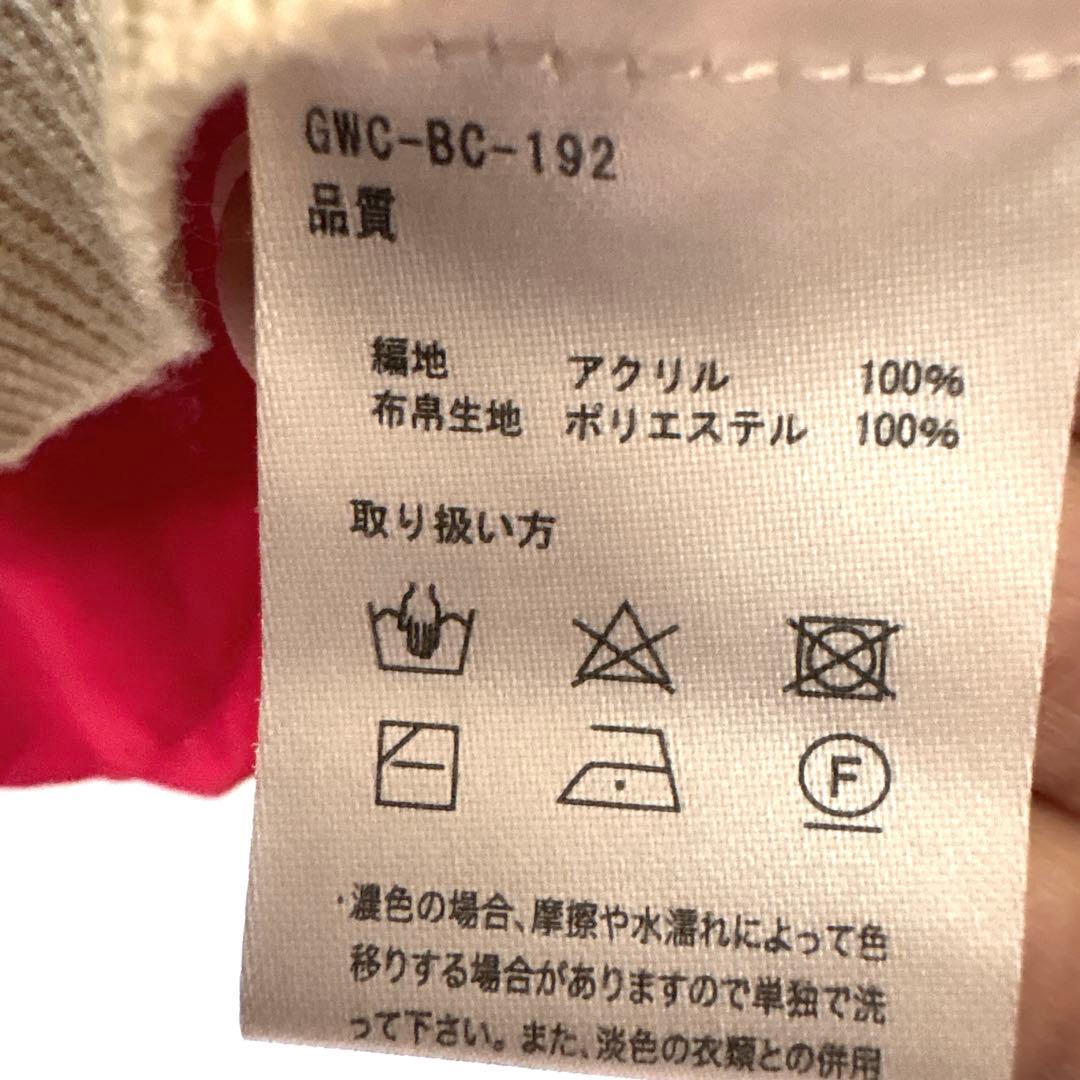 GWC-BC-192
品質
編地 アクリル 100%
布帛生地 ポリエステル 100%
取り扱い方
F
・濃色の場合、摩擦や水濡れによって色
移りする場合がありますので単独で洗
って下さい。また、淡色の衣類との併用